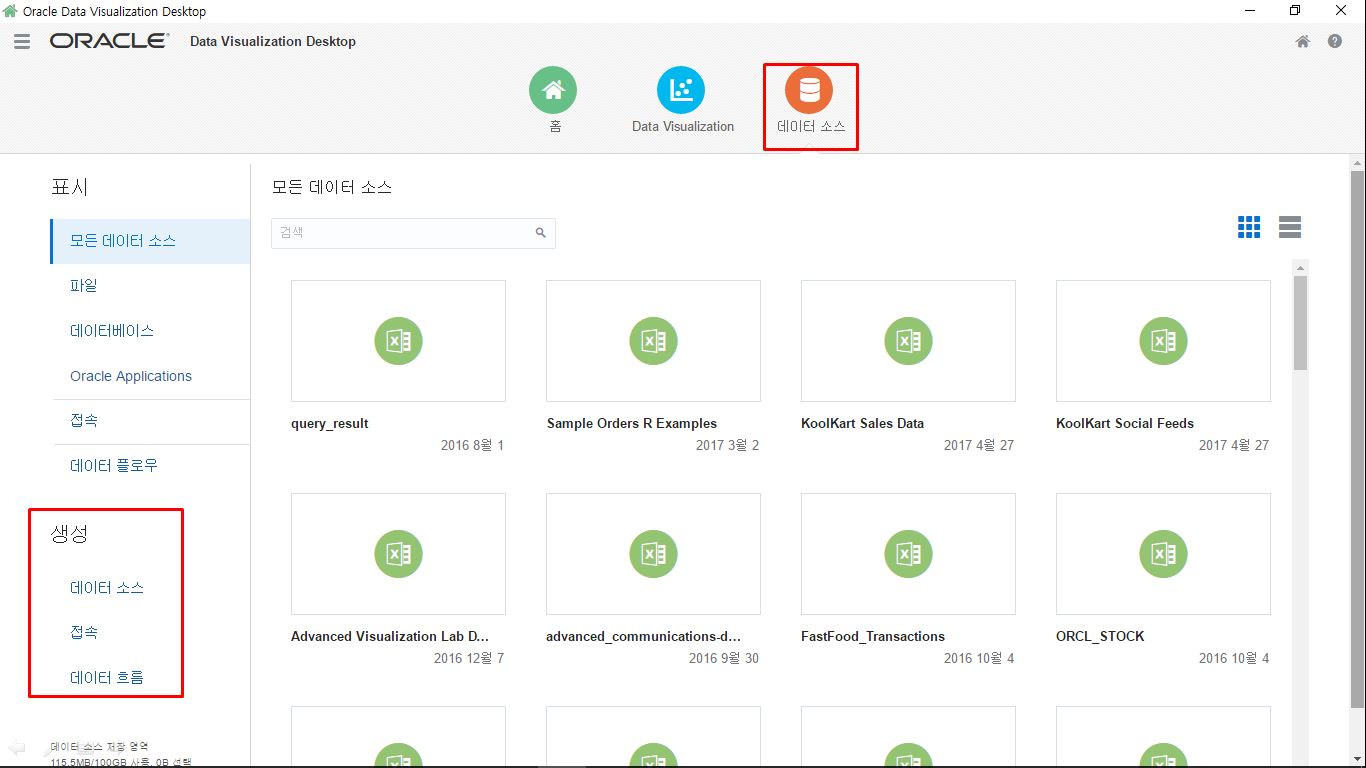 Oracle Data Visualization Desktop
ORACLE® Data Visualization Desktop
홈
Data Visualization
데이터 소스
표시
모든 데이터 소스
파일
데이터베이스
Oracle Applications
접속
데이터 플로우
생성
데이터 소스
접속
데이터 흐름
데이터 소스 저장 영역
115.5MB/100GB 사용, 0B 선택
모든 데이터 소스
검색
query_result
2016 8월 1
Sample Orders R Examples
2017 3월 2
KoolKart Sales Data
2017 4월 27
KoolKart Social Feeds
2017 4월 27
Advanced Visualization Lab D...
2016 12월 7
advanced_communications-d...
2016 9월 30
FastFood_Transactions
2016 10월 4
ORCL_STOCK
2016 10월 4